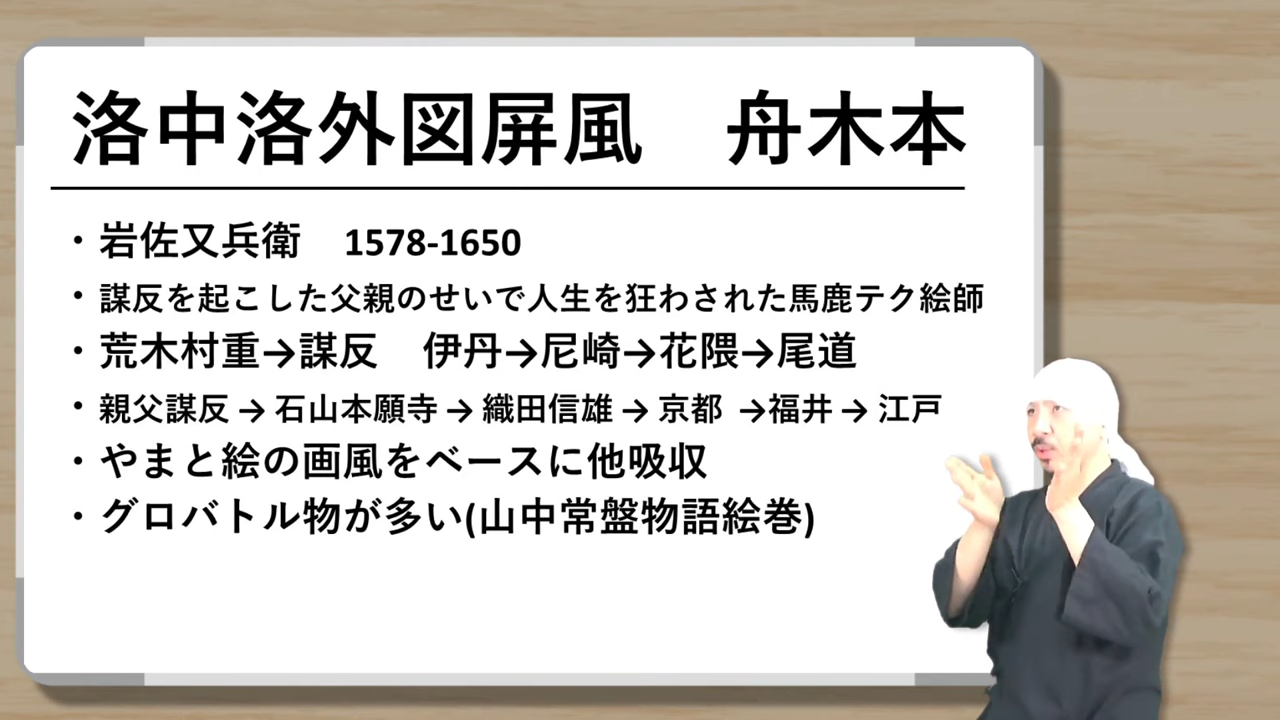 洛中洛外図屏風　舟木本
・岩佐又兵衛　1578-1650
・謀反を起こした父親のせいで人生を狂わされた馬鹿テク絵師
・荒木村重→謀反　伊丹→尼崎→花隈→尾道
・親父謀反 → 石山本願寺 → 織田信雄 → 京都 →福井 → 江戸
・やまと絵の画風をベースに他吸収
・グロバトル物が多い(山中常盤物語絵巻)